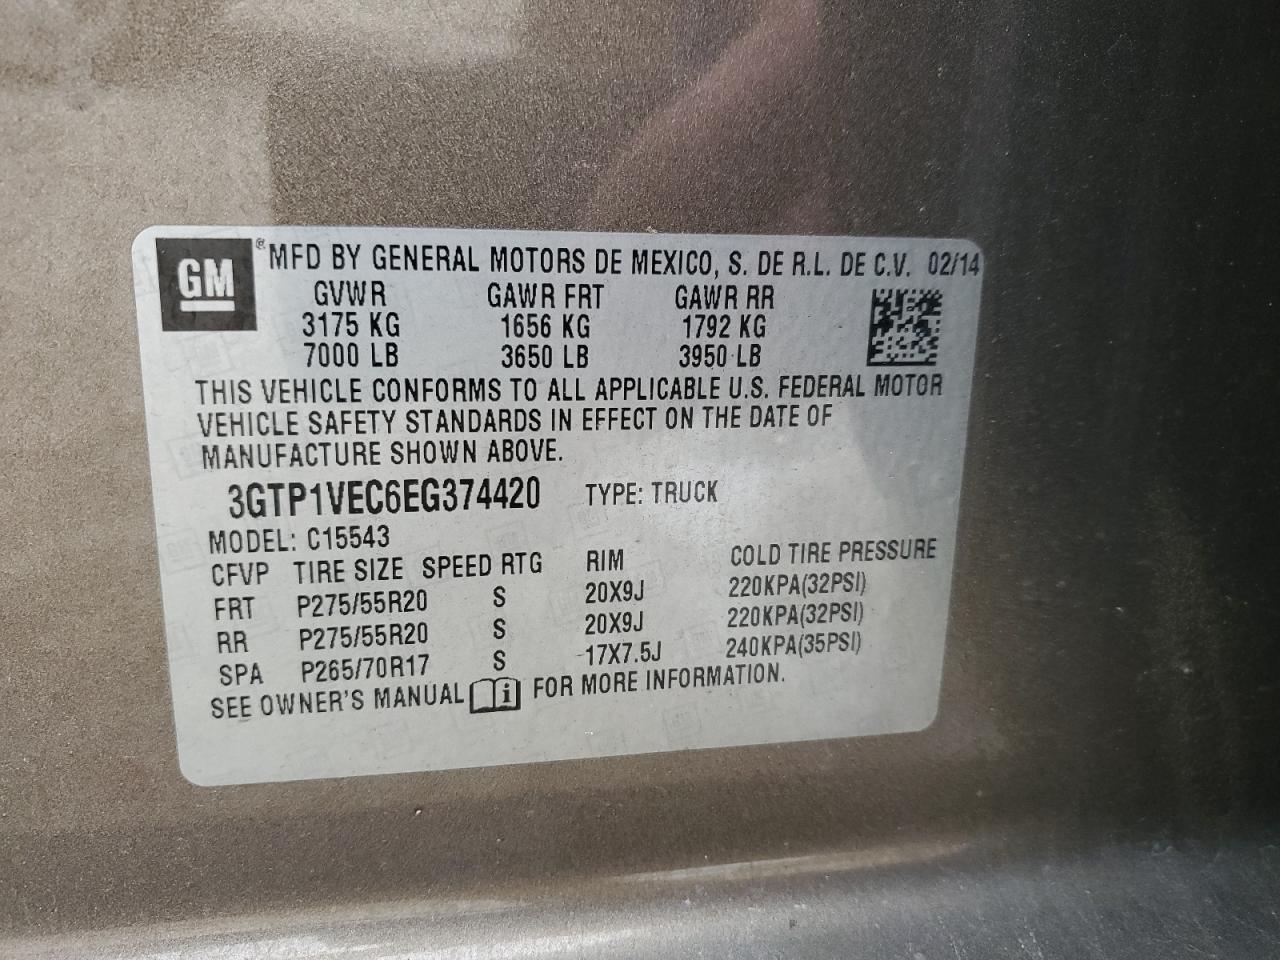 GM ® MFD BY GENERAL MOTORS DE MEXICO, S. DE R.L. DE C.V. 02/14
GVWR GAWR FRT GAWR RR
3175 KG 1656 KG 1792 KG
7000 LB 3650 LB 3950 LB
THIS VEHICLE CONFORMS TO ALL APPLICABLE U.S. FEDERAL MOTOR
VEHICLE SAFETY STANDARDS IN EFFECT ON THE DATE OF
MANUFACTURE SHOWN ABOVE.
3GTP1VEC6EG374420 TYPE: TRUCK
MODEL: C15543
CFVP TIRE SIZE SPEED RTG RIM COLD TIRE PRESSURE
FRT P275/55R20 S 20X9J 220KPA(32PSI)
RR P275/55R20 S 20X9J 220KPA(32PSI)
SPA P265/70R17 S 17X7.5J 240KPA(35PSI)
SEE OWNER'S MANUAL i FOR MORE INFORMATION.